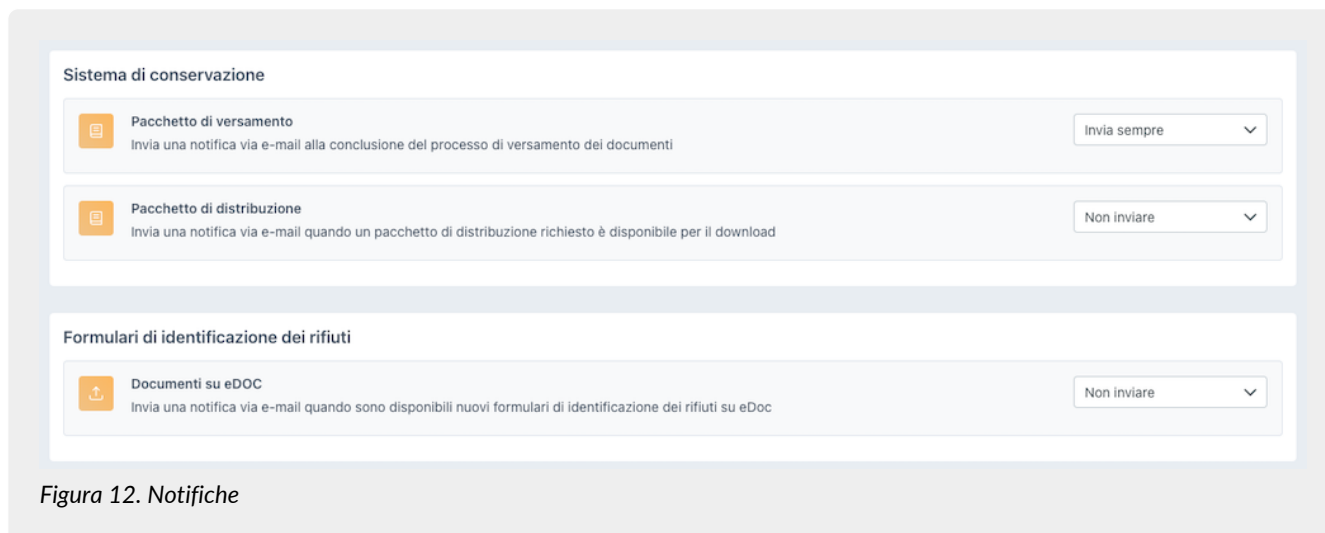 Sistema di conservazione
Pacchetto di versamento
Invia sempre
Invia una notifica via e-mail alla conclusione del processo di versamento dei documenti
Pacchetto di distribuzione
Non inviare
Invia una notifica via e-mail quando un pacchetto di distribuzione richiesto è disponibile per il download
Formulari di identificazione dei rifiuti
Documenti su eDOC
Non inviare
Invia una notifica via e-mail quando sono disponibili nuovi formulari di identificazione dei rifiuti su eDoc
Figura 12. Notifiche